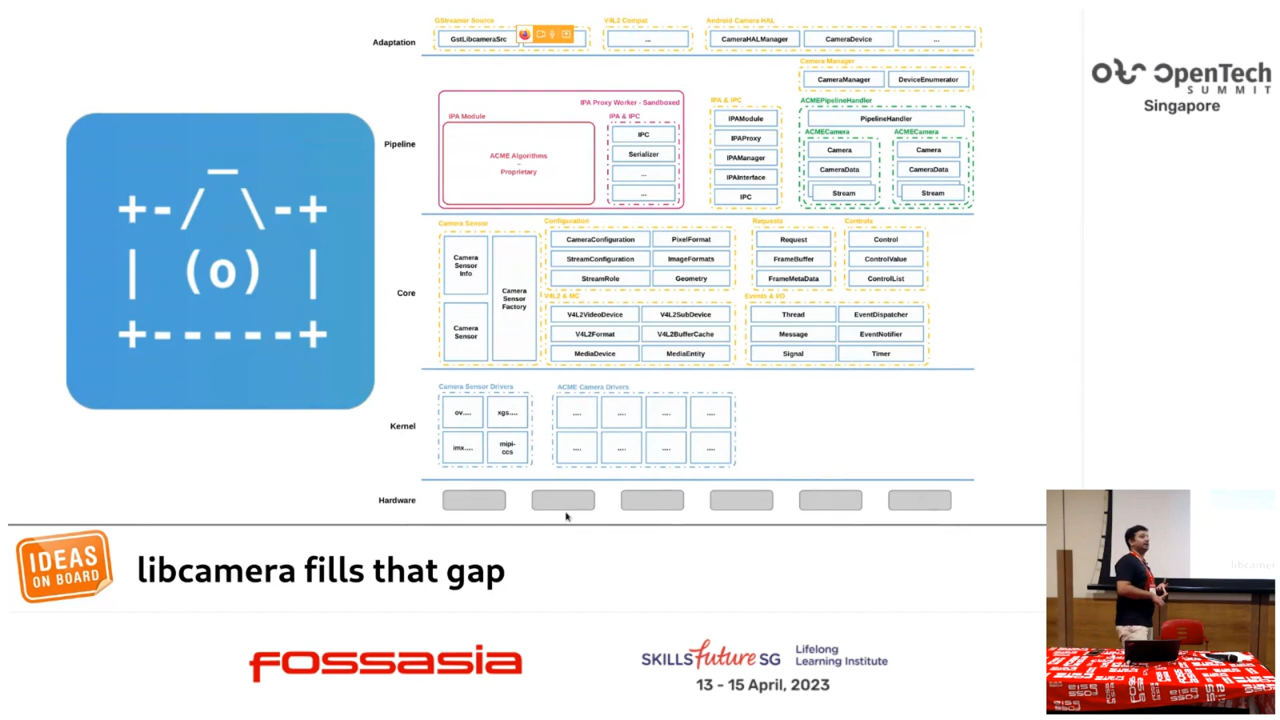 GStreamer Source
V4L2 Compat
Android Camera HAL
Adaptation
GstLibcameraSrc
...
CameraHALManager
CameraDevice
...
Camera Manager
CameraManager
DeviceEnumerator
Pipeline
IPA Proxy Worker - Sandboxed
IPA Module
ACME Algorithms
–
Proprietary
IPA & IPC
IPC
Serializer
...
...
IPA & IPC
IPAModule
IPAProxy
IPAManager
IPAInterface
IPC
ACMEPipelineHandler
PipelineHandler
ACMECamera
Camera
CameraData
Stream
ACMECamera
Camera
CameraData
Stream
Core
Camera Sensor
Camera
Sensor
Info
Camera
Sensor
Camera
Sensor
Factory
Configuration
CameraConfiguration
PixelFormat
StreamConfiguration
ImageFormats
StreamRole
Geometry
Requests
Request
FrameBuffer
FrameMetaData
Controls
Control
ControlValue
ControlList
V4L2 & MC
V4L2VideoDevice
V4L2SubDevice
V4L2Format
V4L2BufferCache
MediaDevice
MediaEntity
Events & I/O
Thread
EventDispatcher
Message
EventNotifier
Signal
Timer
Kernel
Camera Sensor Drivers
ov....
xgs....
imx....
mipi-
ccs
ACME Camera Drivers
....
....
....
....
....
....
....
....
Hardware
_
+-/ \-+
| (o) |
+-----+
OpenTech
SUMMIT
Singapore
IDEAS
ON BOARD
libcamera fills that gap
FOSSASIA
SKILLS future SG
Lifelong
Learning Institute
13 - 15 April, 2023